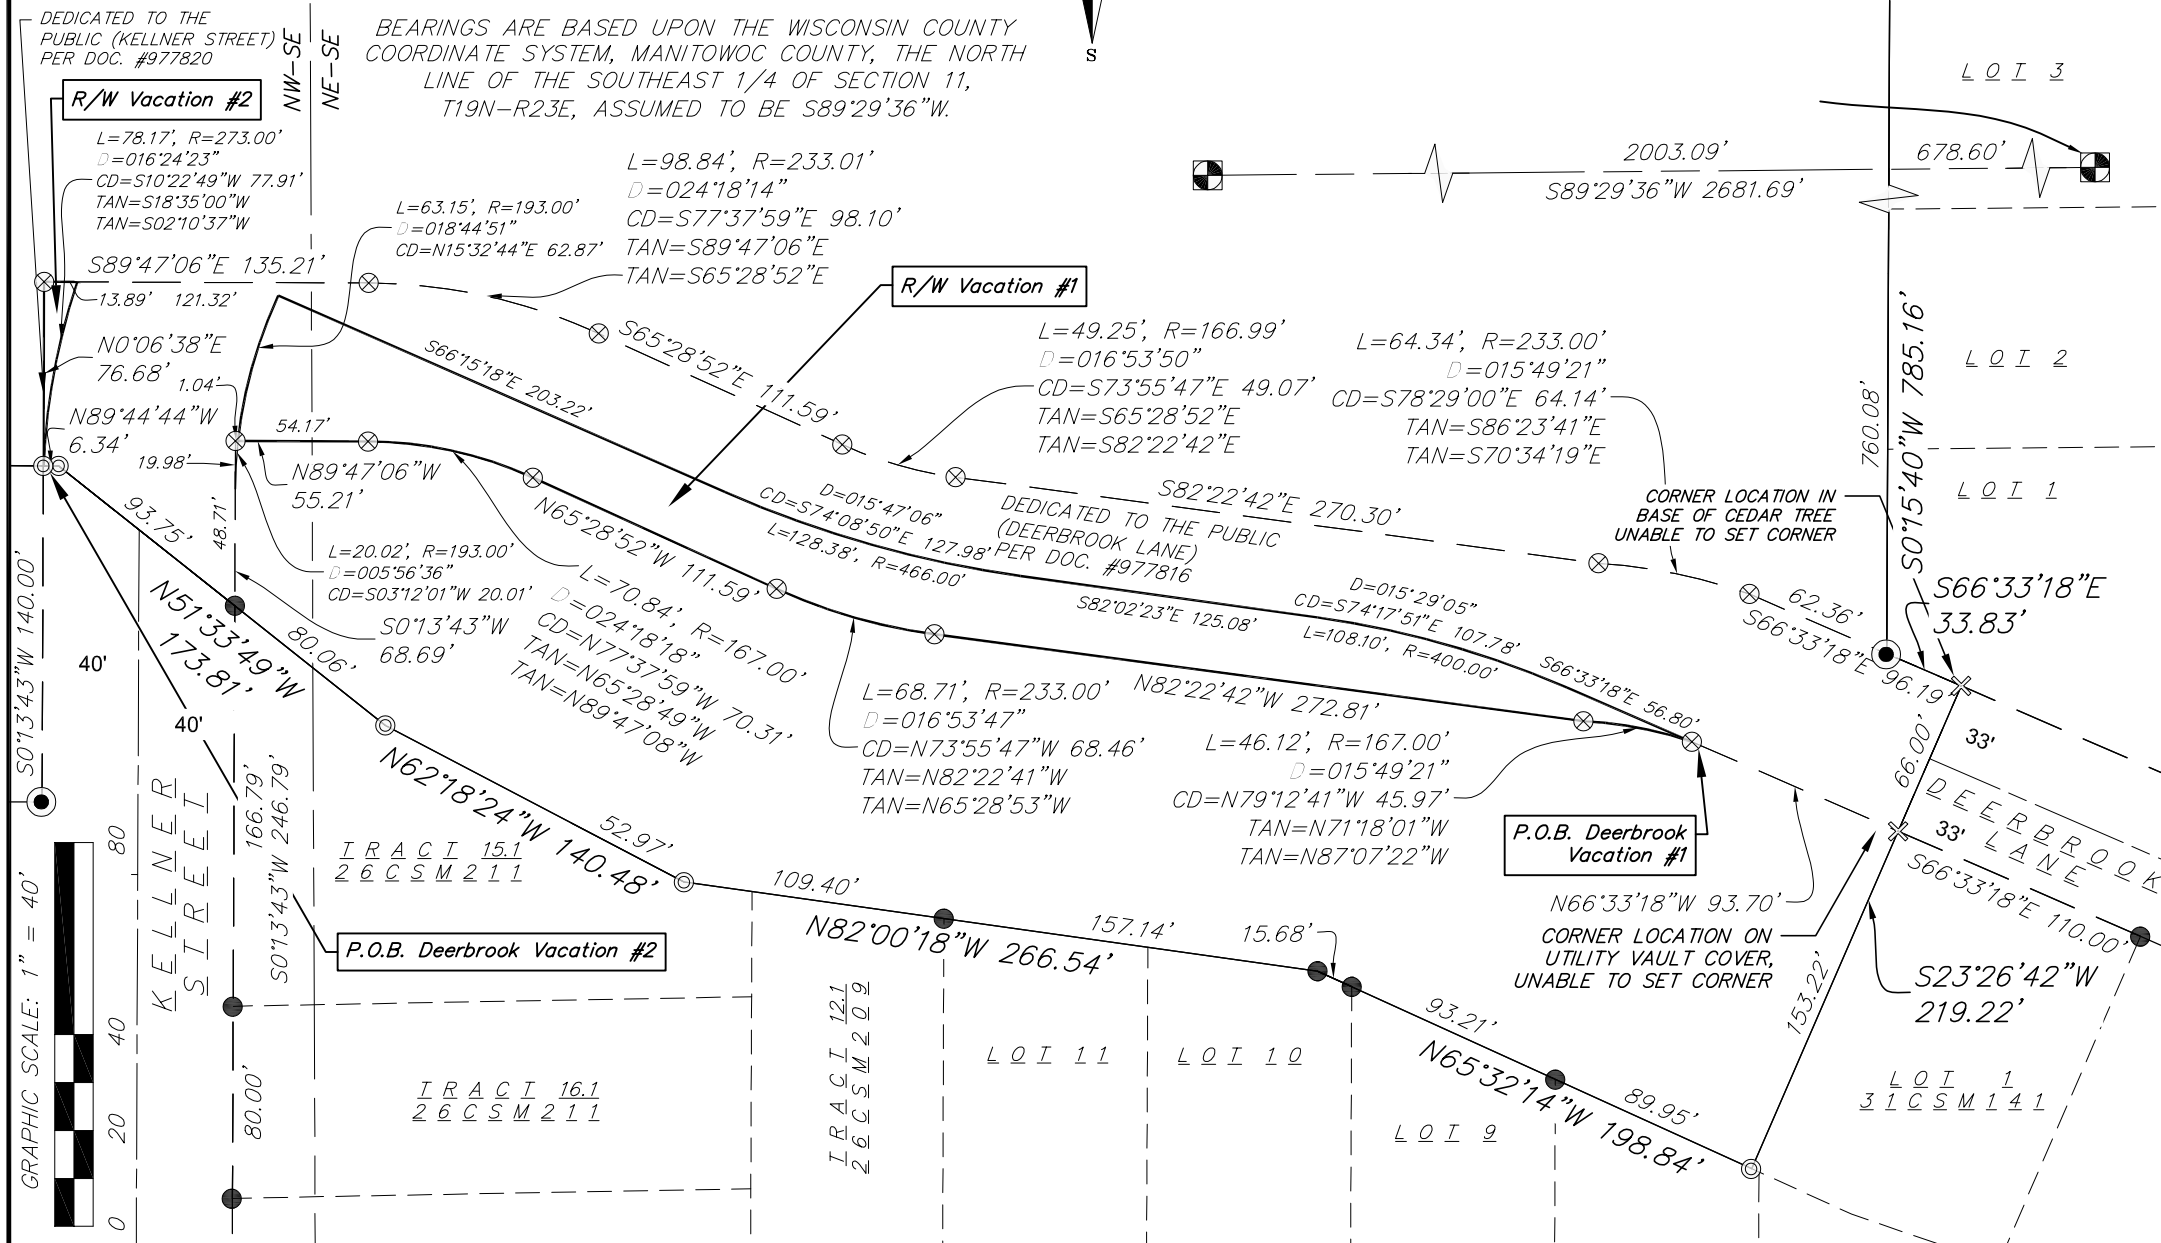 DEDICATED TO THE
PUBLIC (KELLNER STREET)
PER DOC. #977820
NW-SE
NE-SE
BEARINGS ARE BASED UPON THE WISCONSIN COUNTY
COORDINATE SYSTEM, MANITOWOC COUNTY, THE NORTH
LINE OF THE SOUTHEAST 1/4 OF SECTION 11,
T19N-R23E, ASSUMED TO BE S89°29'36"W.
S
LOT 3
R/W Vacation #2
L=78.17', R=273.00'
D=016°24'23"
CD=S10°22'49"W 77.91'
TAN=S18°35'00"W
TAN=S02°10'37"W
L=63.15', R=193.00'
D=018°44'51"
CD=N15°32'44"E 62.87'
L=98.84', R=233.01'
D=024°18'14"
CD=S77°37'59"E 98.10'
TAN=S89°47'06"E
TAN=S65°28'52"E
2003.09'
678.60'
S89°29'36"W 2681.69'
S89°47'06"E 135.21'
13.89'
121.32'
R/W Vacation #1
N0°06'38"E
76.68'
1.04'
N89°44'44"W
6.34'
19.98'
54.17'
N89°47'06"W
55.21'
S66°15'18"E 203.22'
S65°28'52"E 111.59'
L=49.25', R=166.99'
D=016°53'50"
CD=S73°55'47"E 49.07'
TAN=S65°28'52"E
TAN=S82°22'42"E
L=64.34', R=233.00'
D=015°49'21"
CD=S78°29'00"E 64.14'
TAN=S86°23'41"E
TAN=S70°34'19"E
760.08'
S0°15'40"W 785.16'
LOT 2
LOT 1
CORNER LOCATION IN
BASE OF CEDAR TREE
UNABLE TO SET CORNER
S82°22'42"E 270.30'
DEDICATED TO THE PUBLIC
(DEERBROOK LANE)
PER DOC. #977816
D=015°47'06"
CD=S74°08'50"E 127.98'
L=128.38', R=466.00'
93.75'
48.71'
N65°28'52"W 111.59'
L=20.02', R=193.00'
D=005°56'36"
CD=S03°12'01"W 20.01'
S0°13'43"W
68.69'
L=70.84', R=167.00'
D=024°18'18"
CD=N77°37'59"W 70.31'
TAN=N65°28'49"W
TAN=N89°47'08"W
S82°02'23"E 125.08'
D=015°29'05"
CD=S74°17'51"E 107.78'
L=108.10', R=400.00'
S66°33'18"E 56.80'
62.36'
S66°33'18"E 96.19'
S66°33'18"E
33.83'
S0°13'43"W 140.00'
N51°33'49"W
173.81'
80.06'
40'
40'
L=68.71', R=233.00'
D=016°53'47"
CD=N73°55'47"W 68.46'
TAN=N82°22'41"W
TAN=N65°28'53"W
N82°22'42"W 272.81'
L=46.12', R=167.00'
D=015°49'21"
CD=N79°12'41"W 45.97'
TAN=N71°18'01"W
TAN=N87°07'22"W
P.O.B. Deerbrook
Vacation #1
66.00'
33'
33'
DEERBROOK
LANE
S66°33'18"E 110.00'
N66°33'18"W 93.70'
CORNER LOCATION ON
UTILITY VAULT COVER,
UNABLE TO SET CORNER
S23°26'42"W
219.22'
153.22'
KELLNER
STREET
166.79'
S0°13'43"W 246.79'
N62°18'24"W 140.48'
52.97'
TRACT 15.1
26CSM211
P.O.B. Deerbrook Vacation #2
109.40'
N82°00'18"W 266.54'
157.14'
15.68'
93.21'
N65°32'14"W 198.84'
89.95'
GRAPHIC SCALE: 1" = 40'
80
40
20
0
80.00'
TRACT 16.1
26CSM211
TRACT 12.1
26CSM209
LOT 11
LOT 10
LOT 9
LOT 1
31CSM141